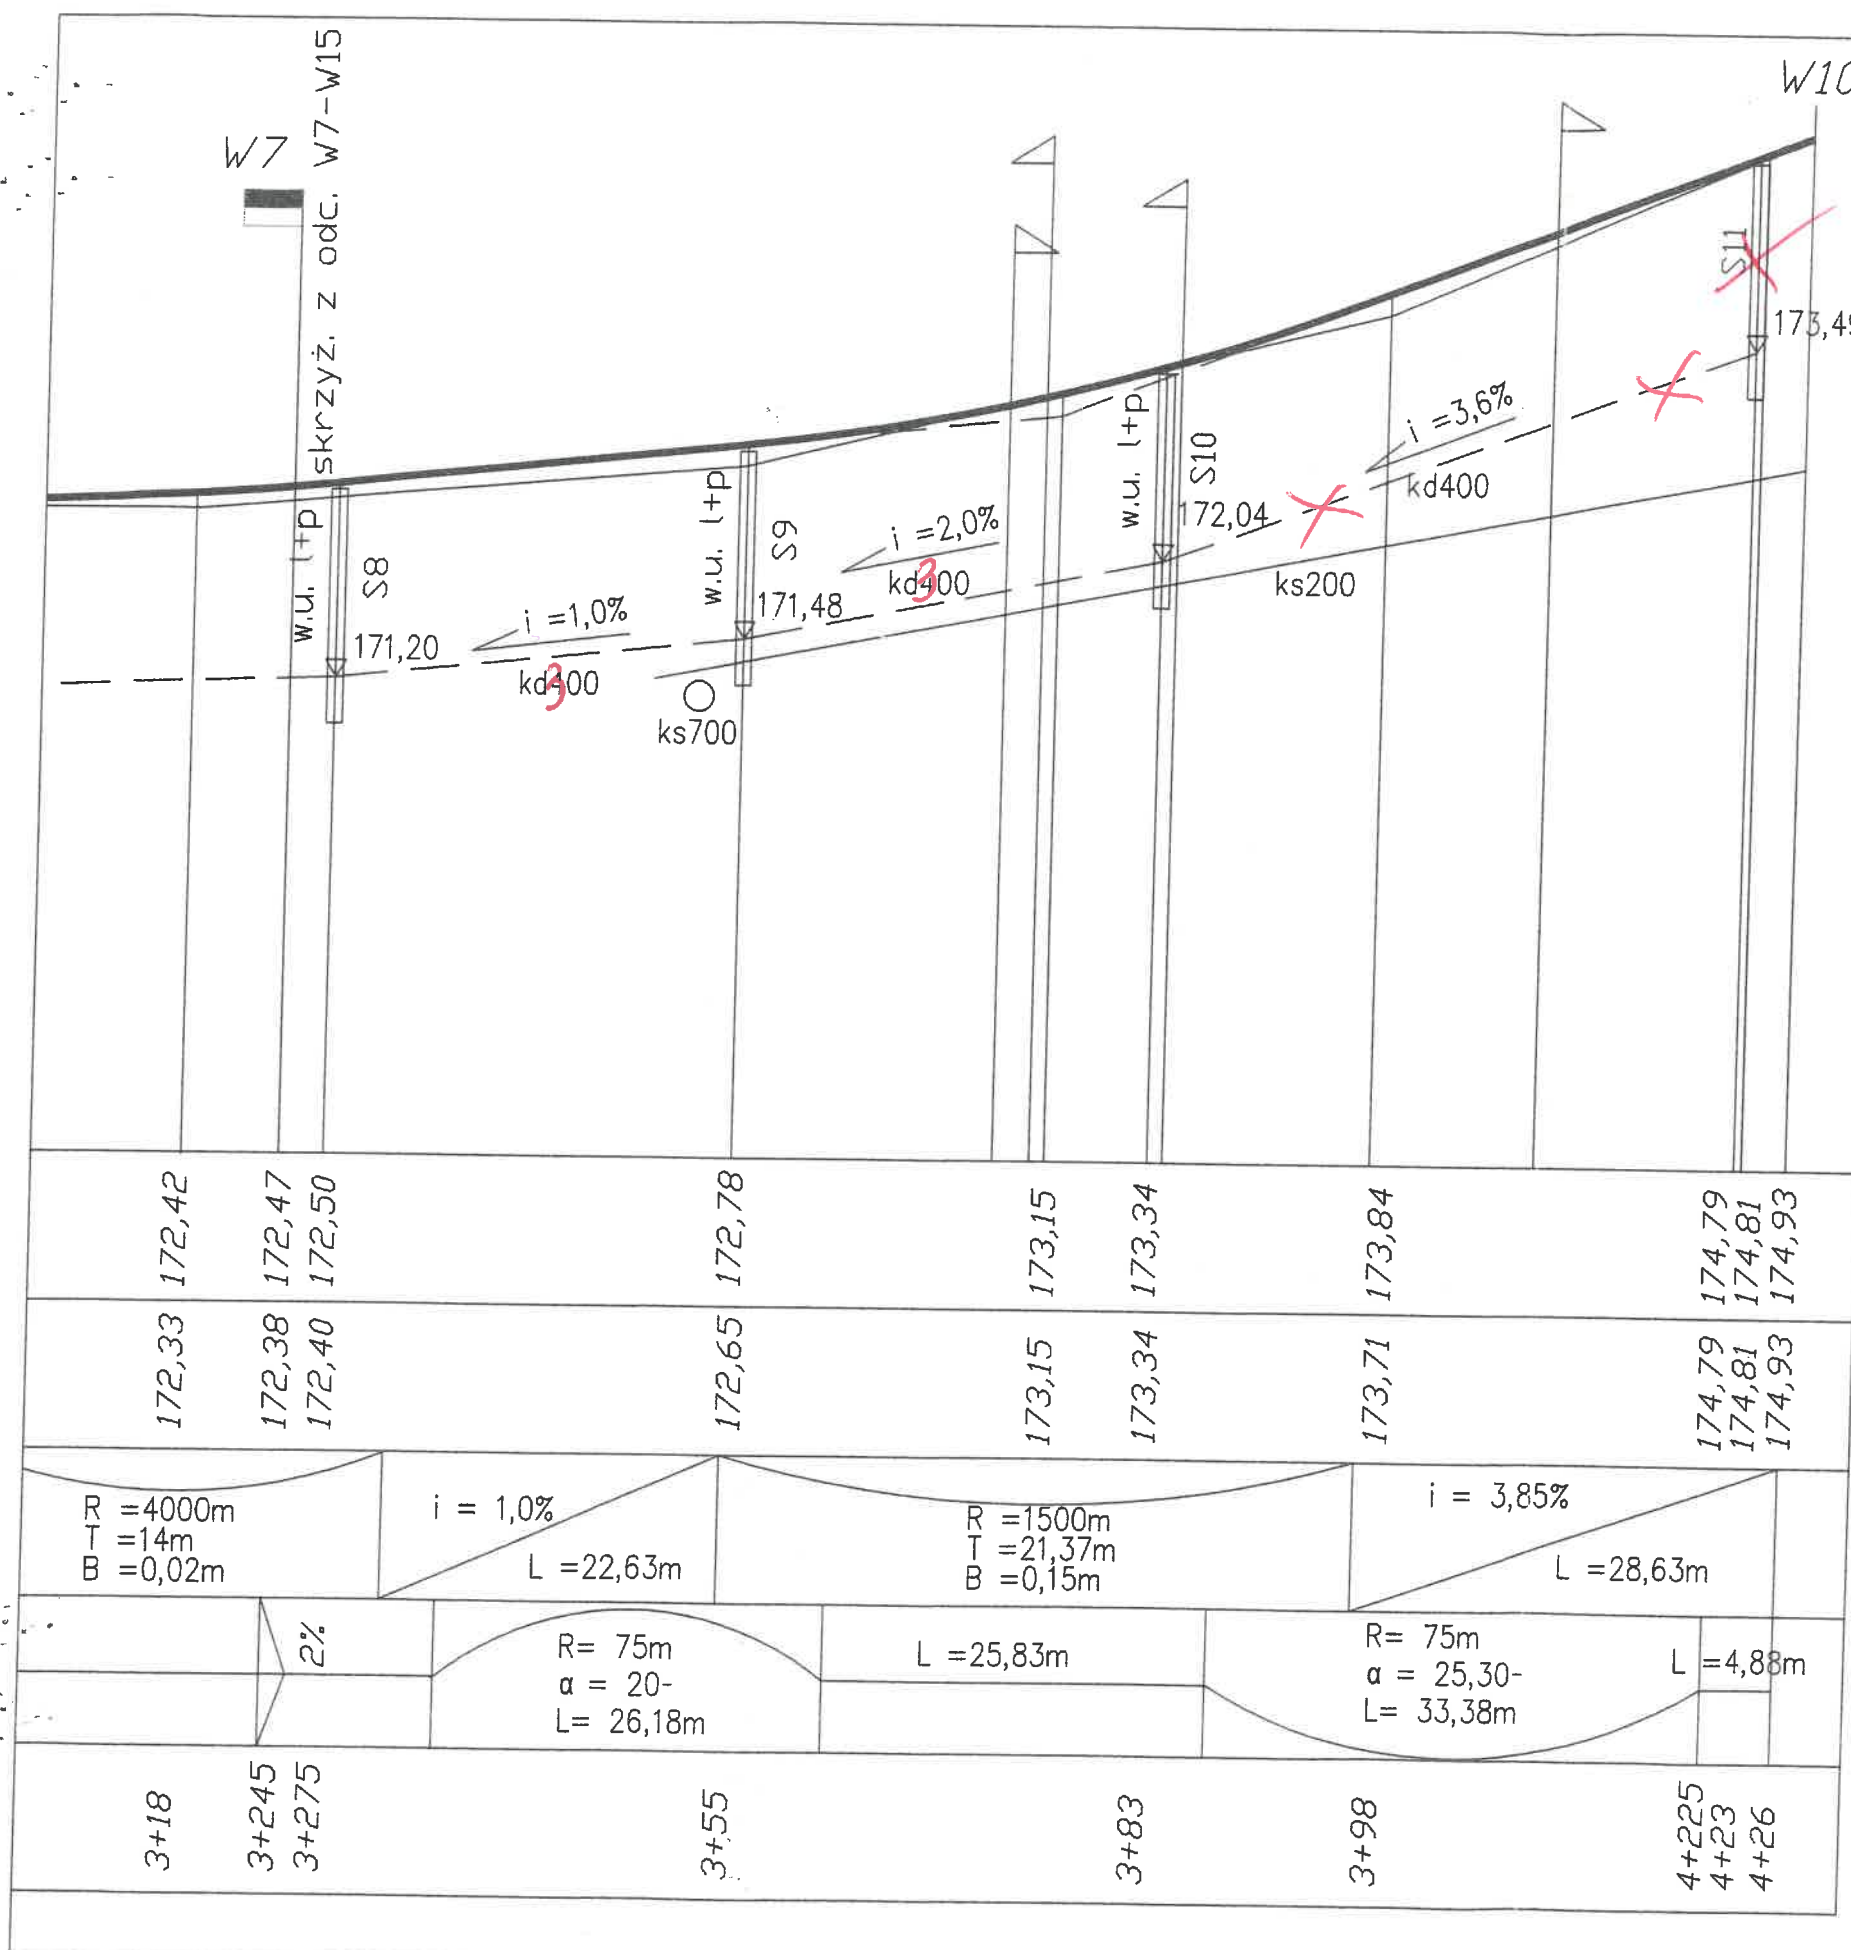 W7
skrzyż. z odc. W7-W15
W10
w.u. l+p
S8
171,20
i =1,0%
kd400
3
ks700
w.u. l+p
S9
171,48
i =2,0%
kd400
3
w.u. l+p
S10
172,04
ks200
i =3,6%
kd400
S11
172,42
172,47
172,50
172,78
173,15
173,34
173,84
174,79
174,81
174,93
172,33
172,38
172,40
172,65
173,15
173,34
173,71
174,79
174,81
174,93
R =4000m
T =14m
B =0,02m
i = 1,0%
L =22,63m
R =1500m
T =21,37m
B =0,15m
i = 3,85%
L =28,63m
2%
R= 75m
α = 20-
L= 26,18m
L =25,83m
R= 75m
α = 25,30-
L= 33,38m
L =4,88m
3+18
3+245
3+275
3+55
3+83
3+98
4+225
4+23
4+26